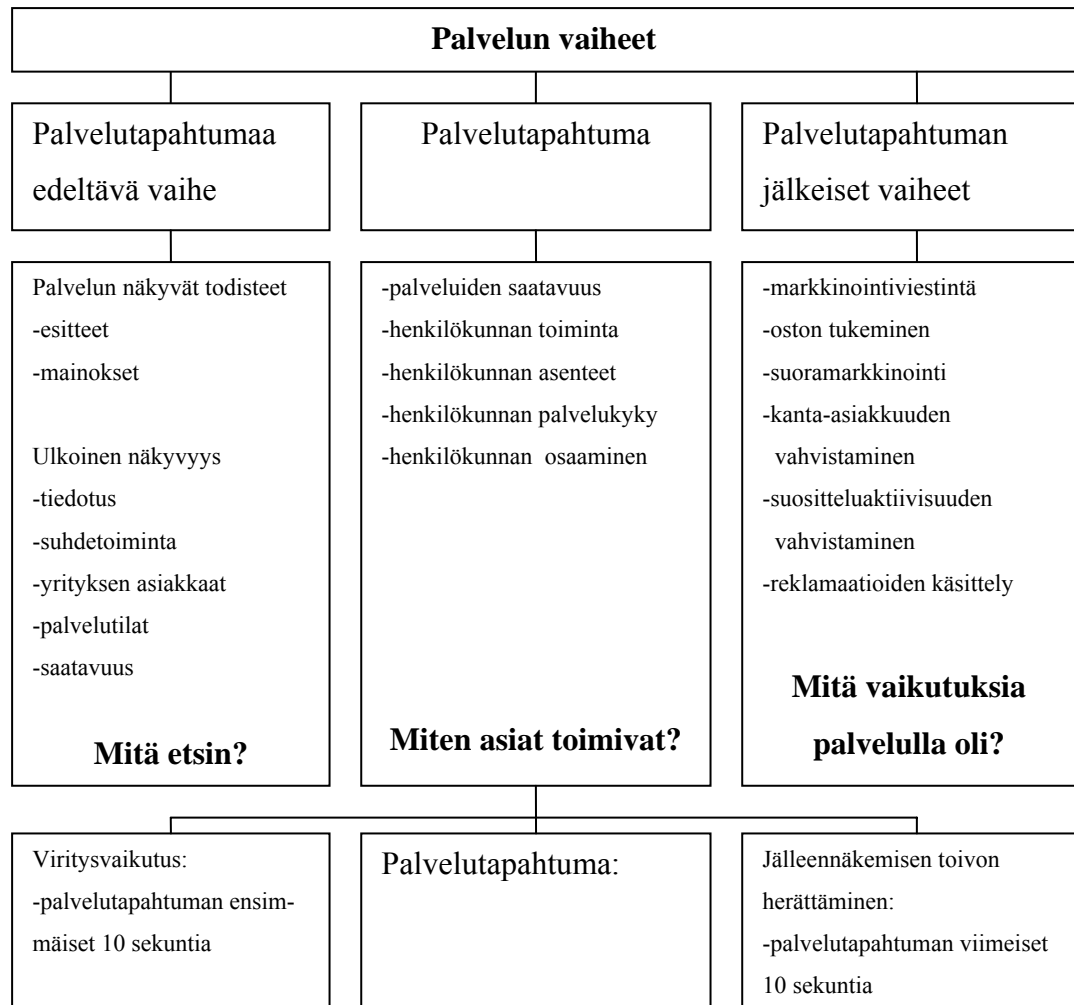 Palvelun vaiheet
Palvelutapahtumaa
edeltävä vaihe
Palvelutapahtuma
Palvelutapahtuman
jälkeiset vaiheet
Palvelun näkyvät todisteet
-esitteet
-mainokset
Ulkoinen näkyvyys
-tiedotus
-suhdetoiminta
-yrityksen asiakkaat
-palvelutilat
-saatavuus
Mitä etsin?
-palveluiden saatavuus
-henkilökunnan toiminta
-henkilökunnan asenteet
-henkilökunnan palvelukyky
-henkilökunnan  osaaminen
Miten asiat toimivat?
-markkinointiviestintä
-oston tukeminen
-suoramarkkinointi
-kanta-asiakkuuden
vahvistaminen
-suositteluaktiivisuuden
vahvistaminen
-reklamaatioiden käsittely
Mitä vaikutuksia
palvelulla oli?
Viritysvaikutus:
-palvelutapahtuman ensim-
mäiset 10 sekuntia
Palvelutapahtuma:
Jälleennäkemisen toivon
herättäminen:
-palvelutapahtuman viimeiset
10 sekuntia